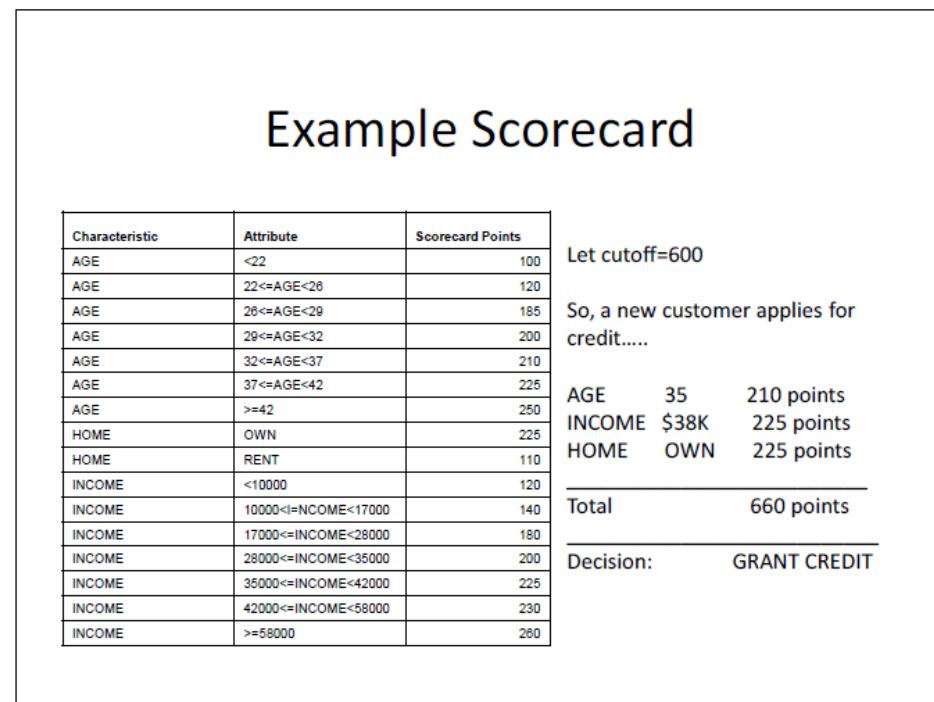 Example Scorecard
Characteristic Attribute Scorecard Points
AGE <22 100
AGE 22<=AGE<26 120
AGE 26<=AGE<29 185
AGE 29<=AGE<32 200
AGE 32<=AGE<37 210
AGE 37<=AGE<42 225
AGE >=42 250
HOME OWN 225
HOME RENT 110
INCOME <10000 120
INCOME 10000<I=NCOME<17000 140
INCOME 17000<=INCOME<28000 180
INCOME 28000<=INCOME<35000 200
INCOME 35000<=INCOME<42000 225
INCOME 42000<=INCOME<58000 230
INCOME >=58000 260
Let cutoff=600
So, a new customer applies for
credit.....
AGE 35 210 points
INCOME $38K 225 points
HOME OWN 225 points
Total 660 points
Decision: GRANT CREDIT